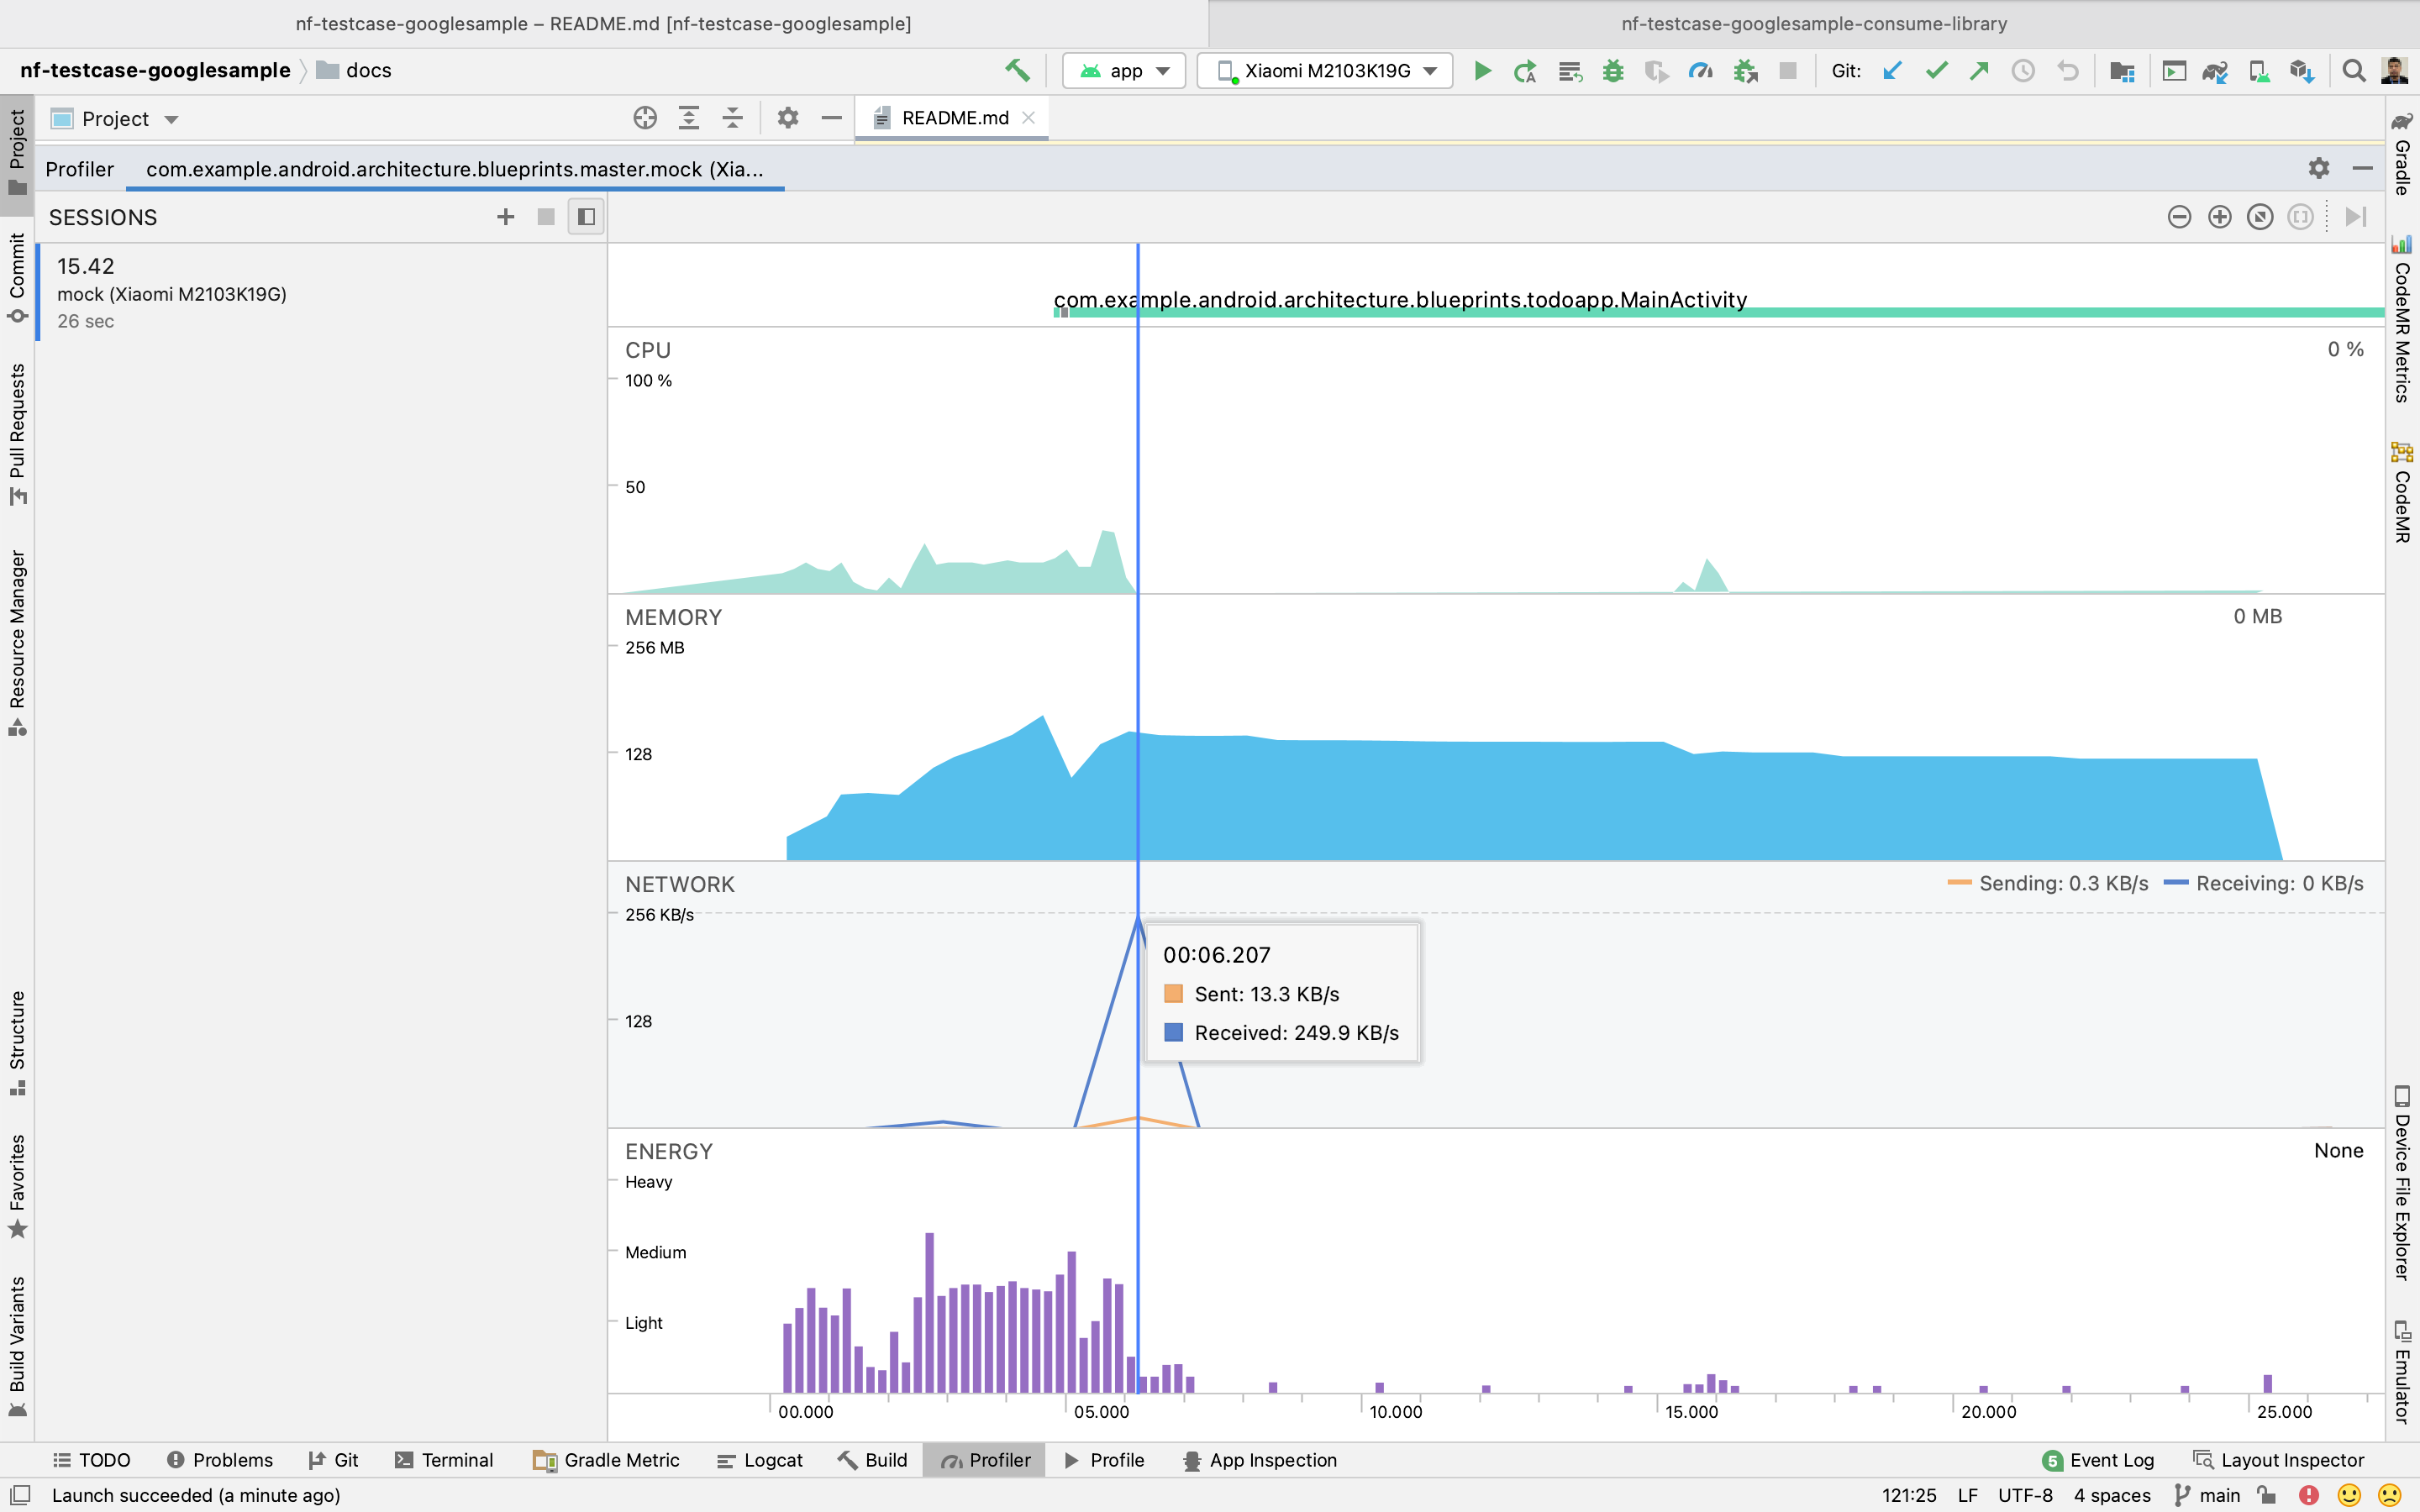 nf-testcase-googlesample – README.md [nf-testcase-googlesample]
nf-testcase-googlesample-consume-library
nf-testcase-googlesample
docs
app
Xiaomi M2103K19G
Git:
Project
README.md
Profiler
com.example.android.architecture.blueprints.master.mock (Xia...
SESSIONS
15.42
mock (Xiaomi M2103K19G)
26 sec
com.example.android.architecture.blueprints.todoapp.MainActivity
CPU
0 %
100 %
50
MEMORY
0 MB
256 MB
128
NETWORK
Sending: 0.3 KB/s
Receiving: 0 KB/s
256 KB/s
128
00:06.207
Sent: 13.3 KB/s
Received: 249.9 KB/s
ENERGY
None
Heavy
Medium
Light
00.000
05.000
10.000
15.000
20.000
25.000
Project
Commit
Pull Requests
Resource Manager
Structure
Favorites
Build Variants
Gradle
CodeMR Metrics
CodeMR
Device File Explorer
Emulator
TODO
Problems
Git
Terminal
Gradle Metric
Logcat
Build
Profiler
Profile
App Inspection
5
Event Log
Layout Inspector
Launch succeeded (a minute ago)
121:25
LF
UTF-8
4 spaces
main